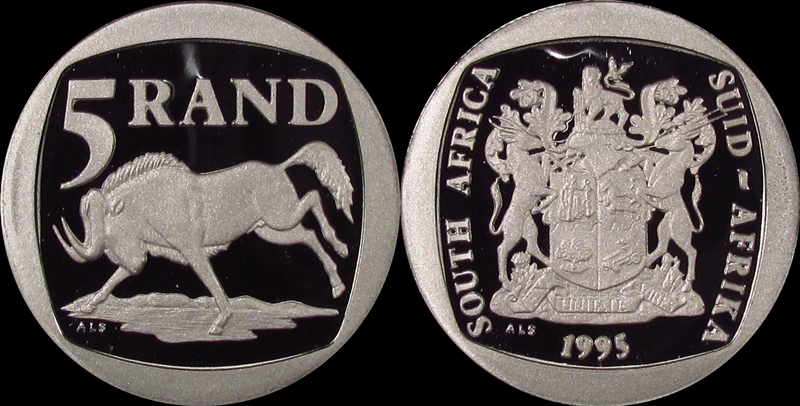 5 RAND
ALS
SOUTH AFRICA
SUID - AFRIKA
ALS
1995